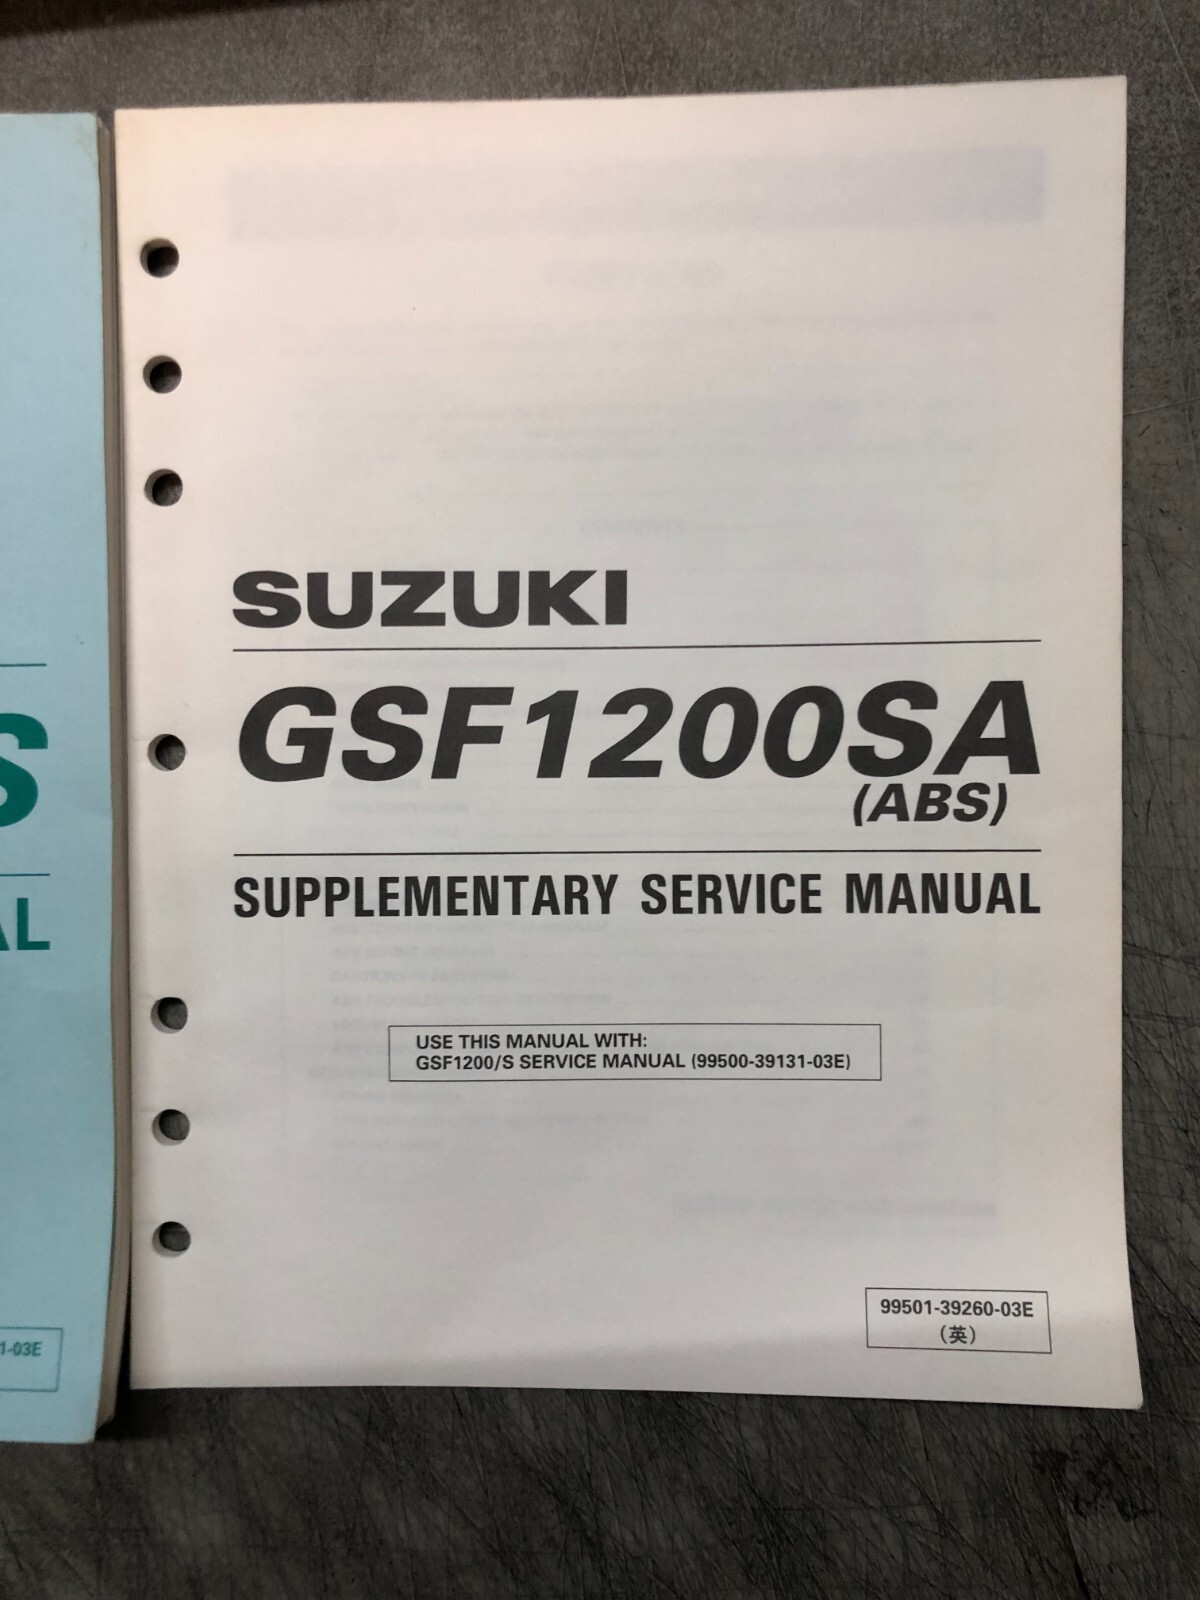 SUZUKI
GSF1200SA
(ABS)
SUPPLEMENTARY SERVICE MANUAL
USE THIS MANUAL WITH:
GSF1200/S SERVICE MANUAL (99500-39131-03E)
99501-39260-03E
(英)
S
AL
1-03E